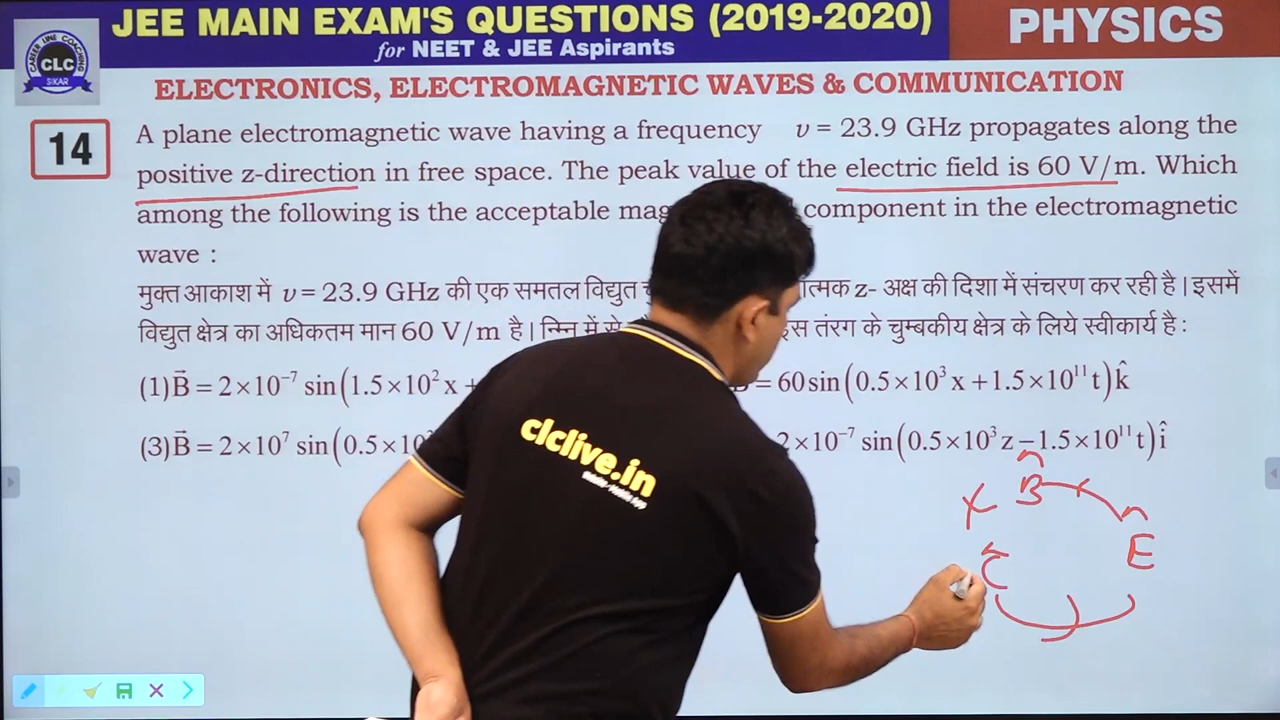 JEE MAIN EXAM'S QUESTIONS (2019-2020)
for NEET & JEE Aspirants
PHYSICS
CAREER LINE COACHING
CLC
SIKAR
ELECTRONICS, ELECTROMAGNETIC WAVES & COMMUNICATION
14
A plane electromagnetic wave having a frequency υ = 23.9 GHz propagates along the
positive z-direction in free space. The peak value of the electric field is 60 V/m. Which
among the following is the acceptable component in the electromagnetic
wave :
मुक्त आकाश में υ = 23.9 GHz की एक समतल विद्युत z- अक्ष की दिशा में संचरण कर रही है। इसमें
विद्युत क्षेत्र का अधिकतम मान 60 V/m है। निम्न में से इस तरंग के चुम्बकीय क्षेत्र के लिये स्वीकार्य है :
(1) B⃗ = 2×10⁻⁷ sin(1.5×10²x + = 60 sin(0.5×10³x + 1.5×10¹¹t)k̂
(3) B⃗ = 2×10⁷ sin(0.5×10 2×10⁻⁷ sin(0.5×10³z − 1.5×10¹¹t)î
B̂
Ĉ Ê
clclive.in